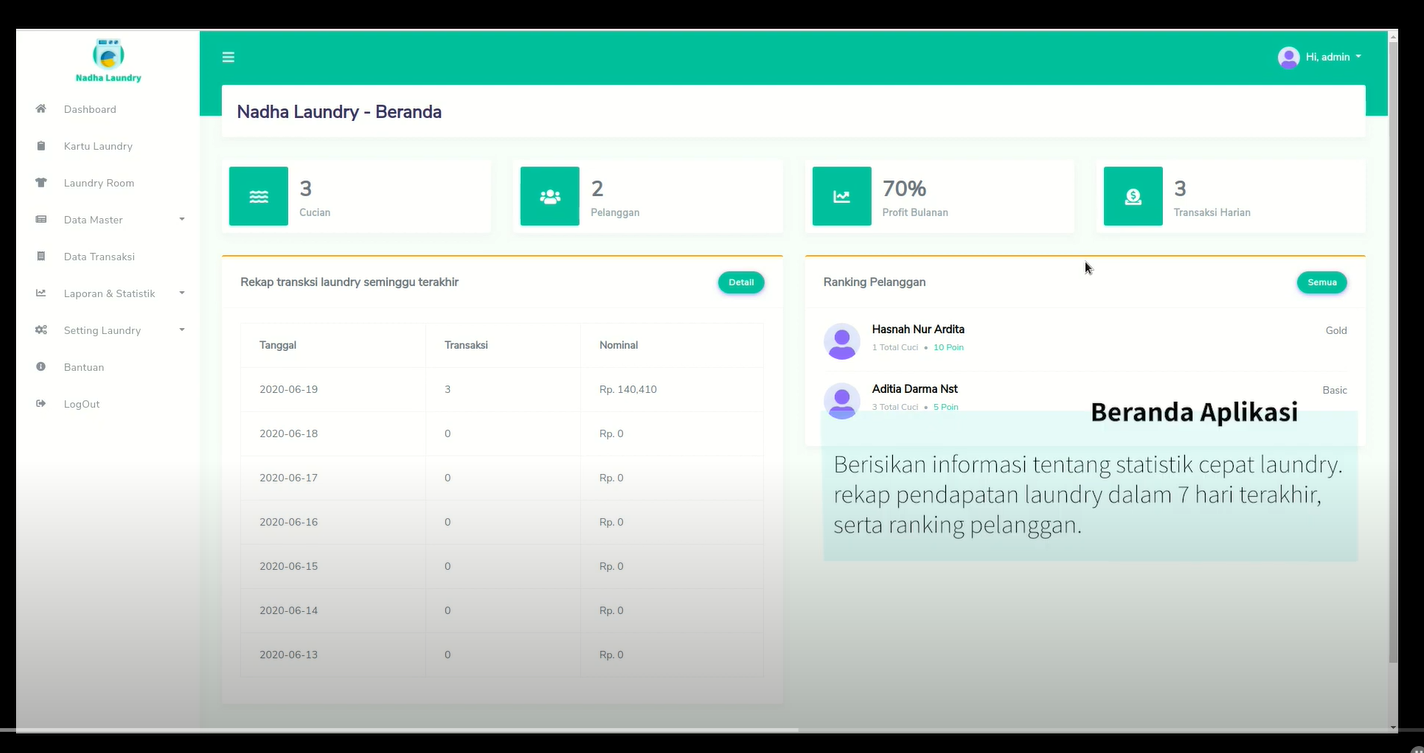 Nadha Laundry
Dashboard
Kartu Laundry
Laundry Room
Data Master
Data Transaksi
Laporan & Statistik
Setting Laundry
Bantuan
LogOut
Hi, admin
Nadha Laundry - Beranda
3
Cucian
2
Pelanggan
70%
Profit Bulanan
3
Transaksi Harian
Rekap transksi laundry seminggu terakhir
Detail
Tanggal Transaksi Nominal
2020-06-19 3 Rp. 140,410
2020-06-18 0 Rp. 0
2020-06-17 0 Rp. 0
2020-06-16 0 Rp. 0
2020-06-15 0 Rp. 0
2020-06-14 0 Rp. 0
2020-06-13 0 Rp. 0
Ranking Pelanggan
Semua
Hasnah Nur Ardita
Gold
1 Total Cuci • 10 Poin
Aditia Darma Nst
Basic
3 Total Cuci • 5 Poin
Beranda Aplikasi
Berisikan informasi tentang statistik cepat laundry.
rekap pendapatan laundry dalam 7 hari terakhir,
serta ranking pelanggan.